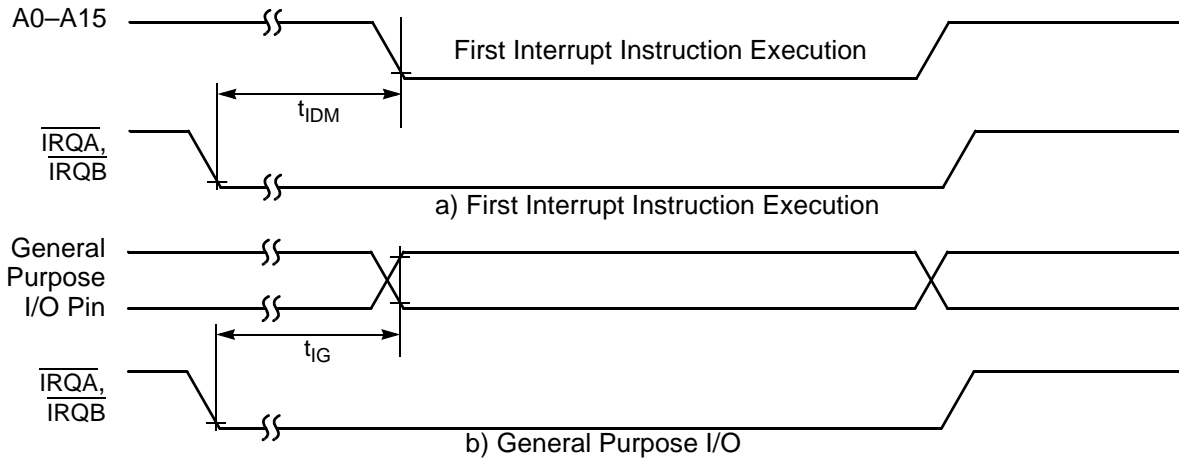 A0–A15
First Interrupt Instruction Execution
tIDM
IRQA,
IRQB
a) First Interrupt Instruction Execution
General
Purpose
I/O Pin
tIG
IRQA,
IRQB
b) General Purpose I/O